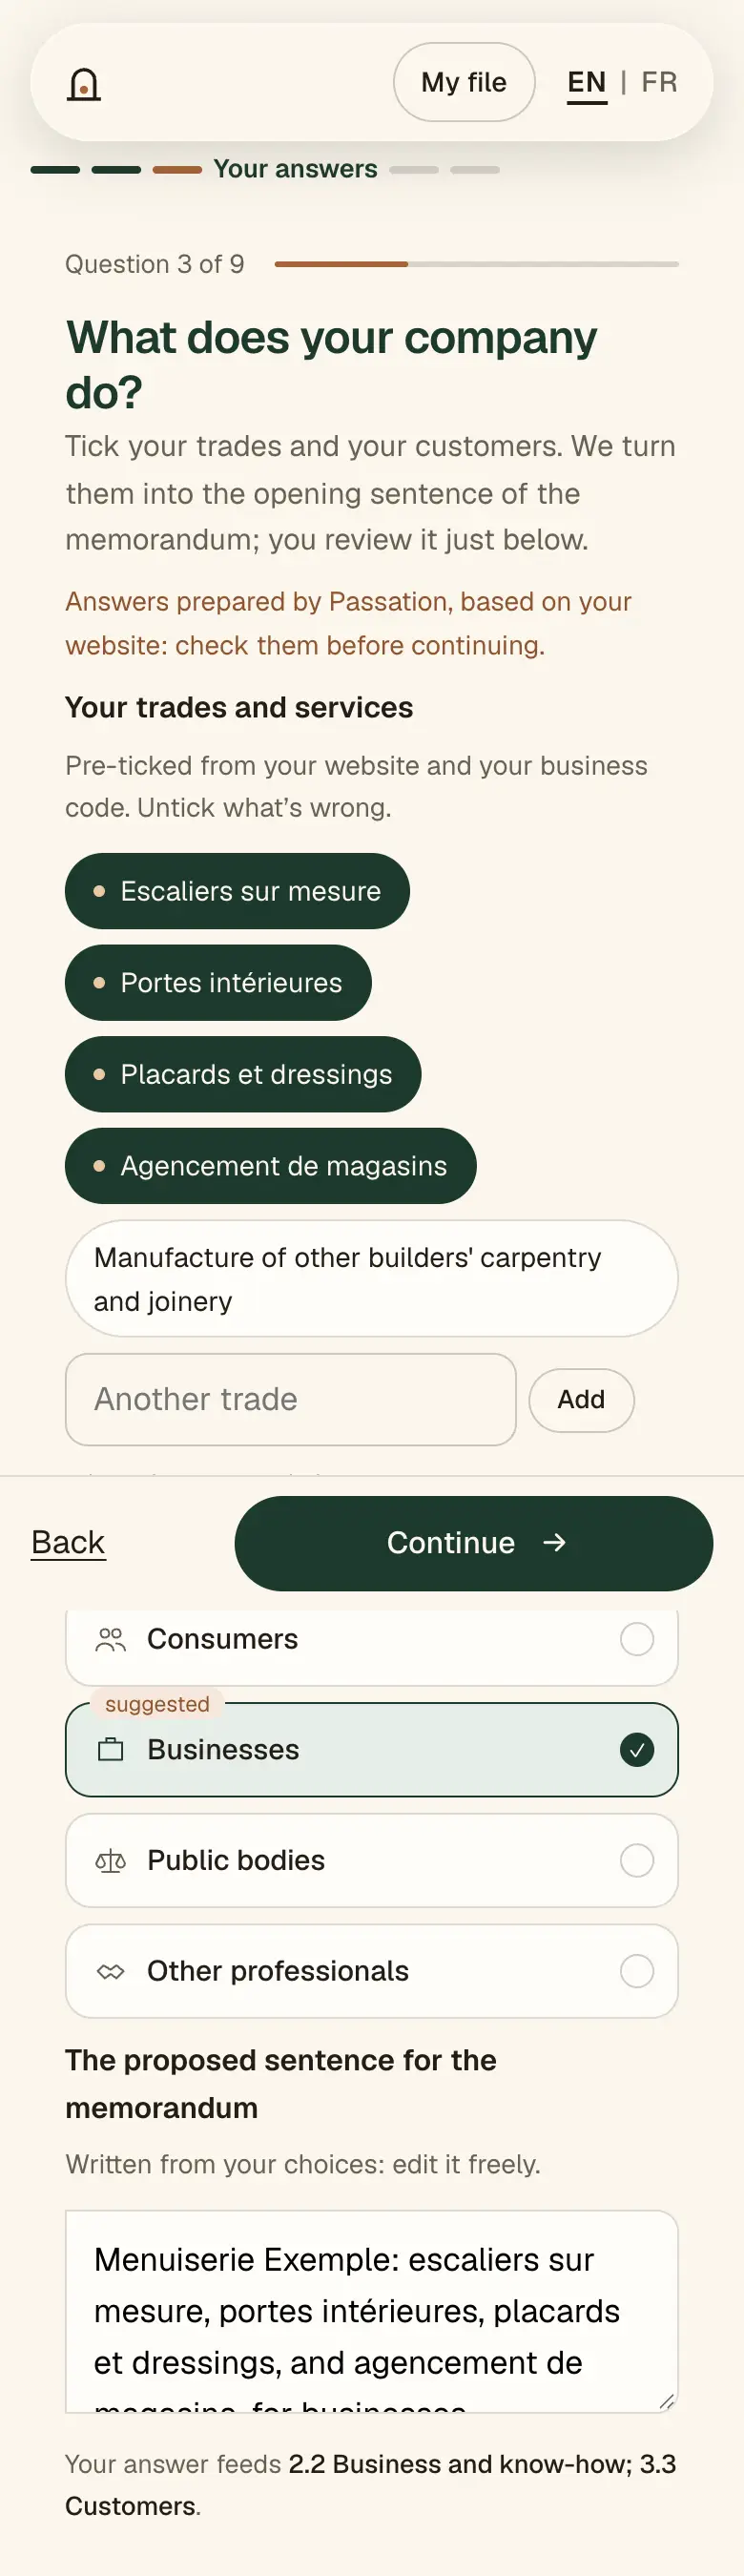 My file
EN | FR
Your answers
Question 3 of 9
What does your company
do?
Tick your trades and your customers. We turn
them into the opening sentence of the
memorandum; you review it just below.
Answers prepared by Passation, based on your
website: check them before continuing.
Your trades and services
Pre-ticked from your website and your business
code. Untick what’s wrong.
Escaliers sur mesure
Portes intérieures
Placards et dressings
Agencement de magasins
Manufacture of other builders' carpentry
and joinery
Another trade
Add
Back
Continue →
Consumers
suggested
Businesses
Public bodies
Other professionals
The proposed sentence for the
memorandum
Written from your choices: edit it freely.
Menuiserie Exemple: escaliers sur
mesure, portes intérieures, placards
et dressings, and agencement de
magasins, for businesses
Your answer feeds 2.2 Business and know-how; 3.3
Customers.